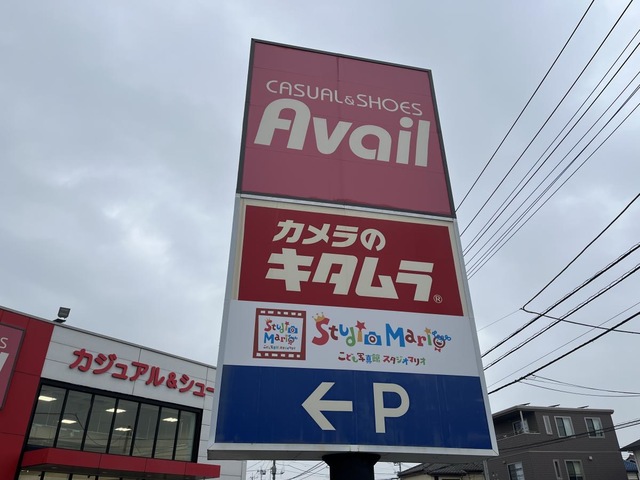 CASUAL&SHOES
Avail
カメラの
キタムラ®
Studio
Mario
Studio Mario
こども写真館 スタジオマリオ
←P
カジュアル&シュー